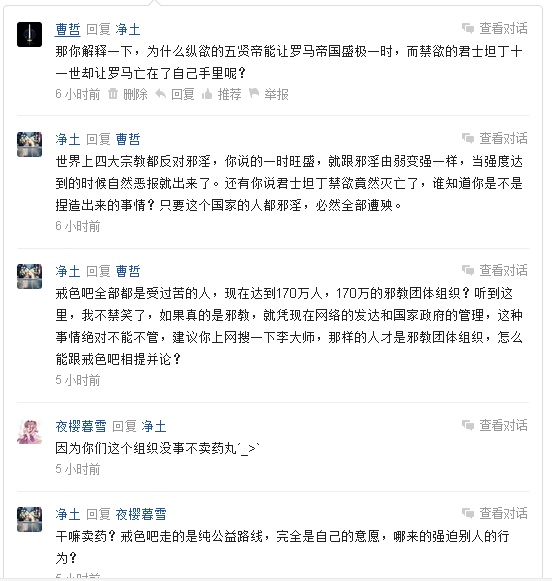 曹哲 回复 净土 查看对话
那你解释一下，为什么纵欲的五贤帝能让罗马帝国盛极一时，而禁欲的君士坦丁十
一世却让罗马亡在了自己手里呢？
6 小时前 删除 回复 推荐 举报
净土 回复 曹哲 查看对话
世界上四大宗教都反对邪淫，你说的一时旺盛，就跟邪淫由弱变强一样，当强度达
到的时候自然恶报就出来了。还有你说君士坦丁禁欲竟然灭亡了，谁知道你是不是
捏造出来的事情？只要这个国家的人都邪淫，必然全部遭殃。
6 小时前
净土 回复 曹哲 查看对话
戒色吧全部都是受过苦的人，现在达到170万人，170万的邪教团体组织？听到这
里，我不禁笑了，如果真的是邪教，就凭现在网络的发达和国家政府的管理，这种
事情绝对不能不管，建议你上网搜一下李大师，那样的人才是邪教团体组织，怎么
能跟戒色吧相提并论？
5 小时前
夜樱暮雪 回复 净土 查看对话
因为你们这个组织没事不卖药丸´_>`
5 小时前
净土 回复 夜樱暮雪 查看对话
干嘛卖药？戒色吧走的是纯公益路线，完全是自己的意愿，哪来的强迫别人的行
为？
5 小时前